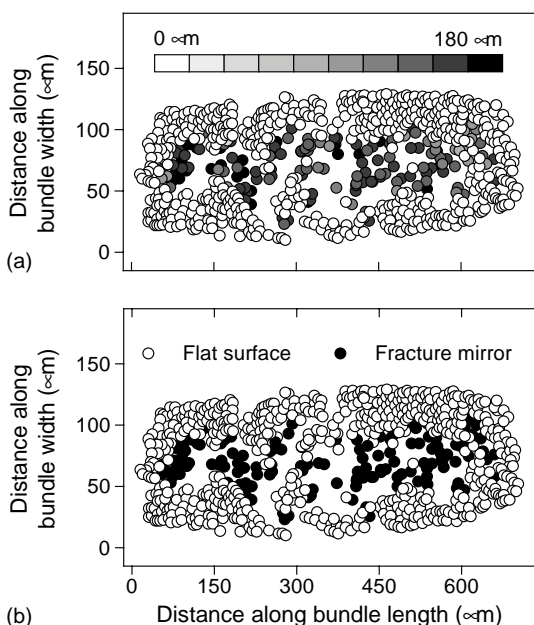 0 ∝m 180 ∝m
150
100
50
0
Distance along
bundle width (∝m)
(a)
Flat surface Fracture mirror
150
100
50
0
Distance along
bundle width (∝m)
0 150 300 450 600
(b) Distance along bundle length (∝m)